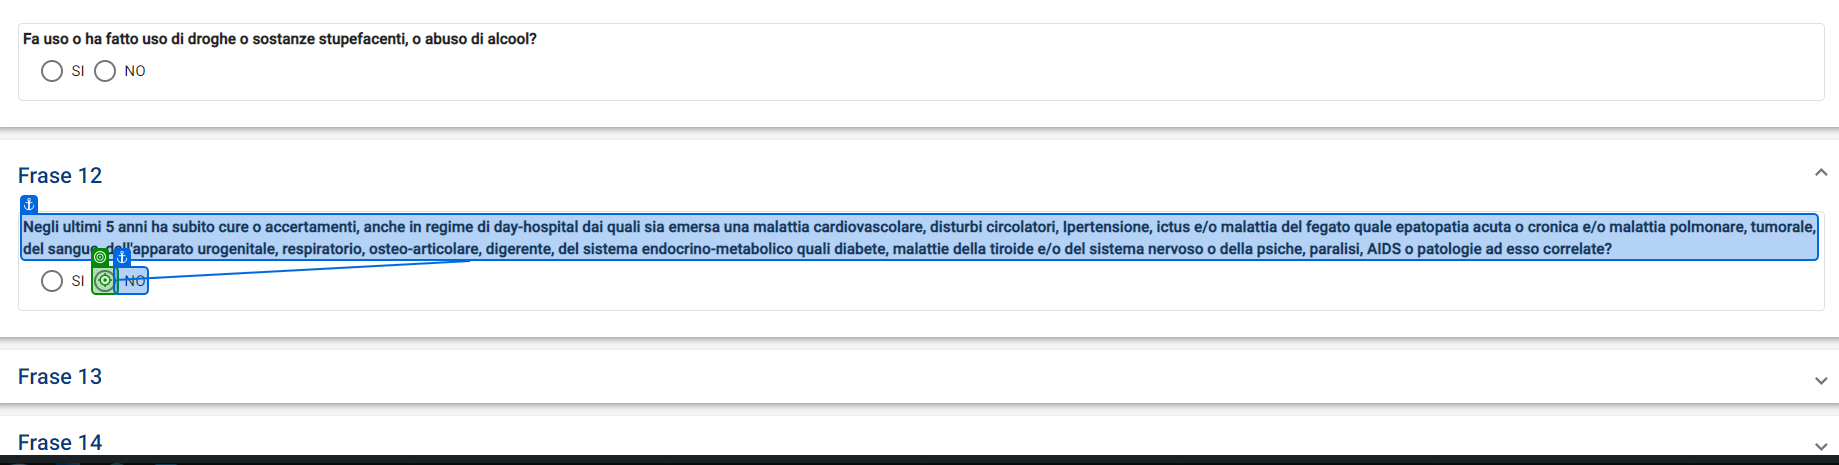 Fa uso o ha fatto uso di droghe o sostanze stupefacenti, o abuso di alcool?
SI NO
Frase 12
Negli ultimi 5 anni ha subito cure o accertamenti, anche in regime di day-hospital dai quali sia emersa una malattia cardiovascolare, disturbi circolatori, Ipertensione, ictus e/o malattia del fegato quale epatopatia acuta o cronica e/o malattia polmonare, tumorale,
del sangue, dell'apparato urogenitale, respiratorio, osteo-articolare, digerente, del sistema endocrino-metabolico quali diabete, malattie della tiroide e/o del sistema nervoso o della psiche, paralisi, AIDS o patologie ad esso correlate?
SI NO
Frase 13
Frase 14